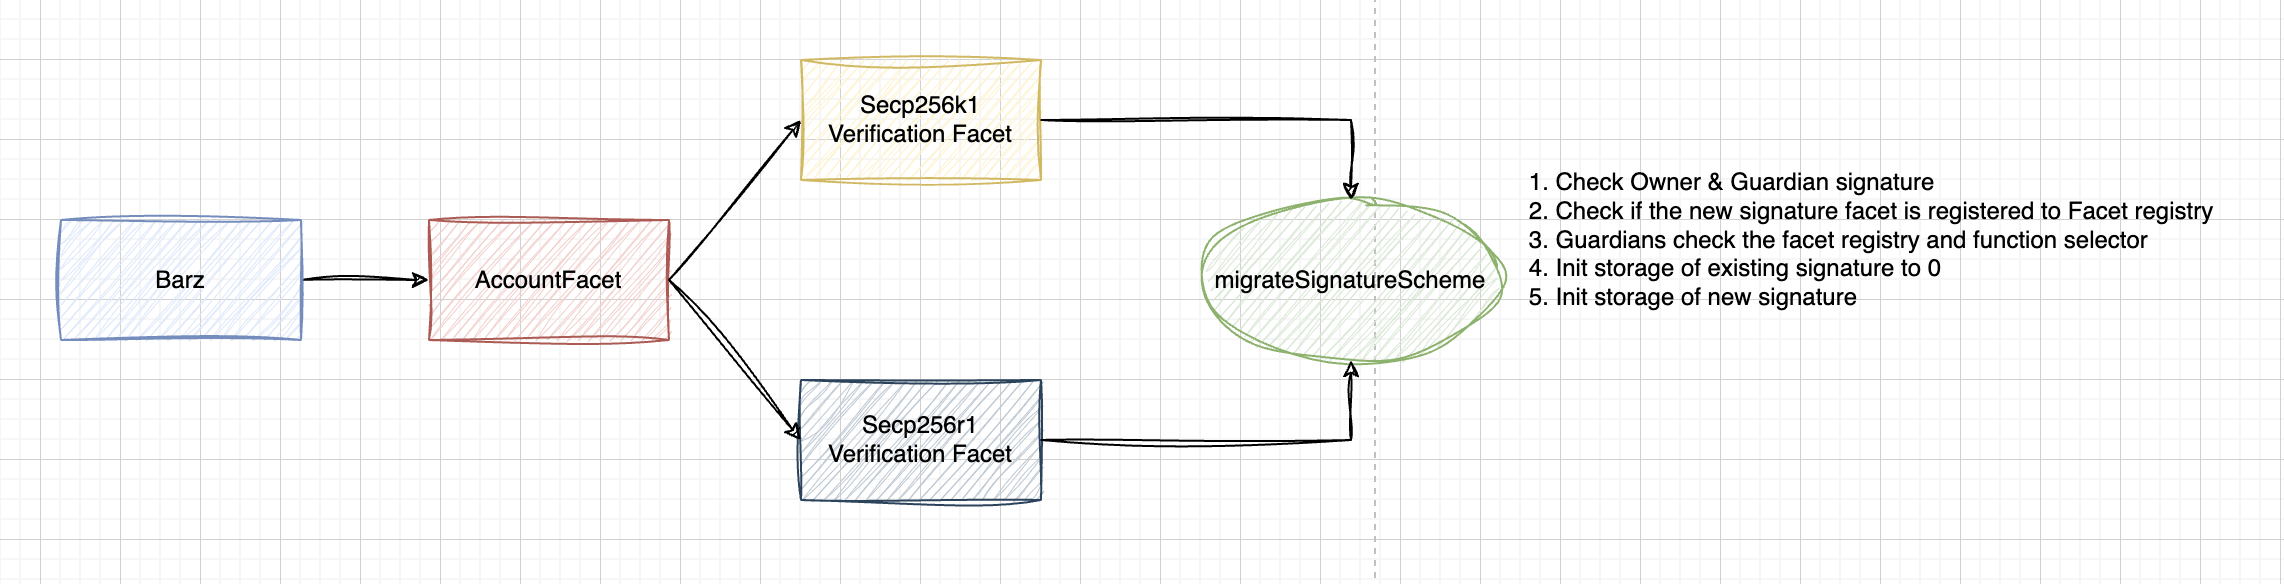 Barz
AccountFacet
Secp256k1
Verification Facet
Secp256r1
Verification Facet
migrateSignatureScheme
1. Check Owner & Guardian signature
2. Check if the new signature facet is registered to Facet registry
3. Guardians check the facet registry and function selector
4. Init storage of existing signature to 0
5. Init storage of new signature